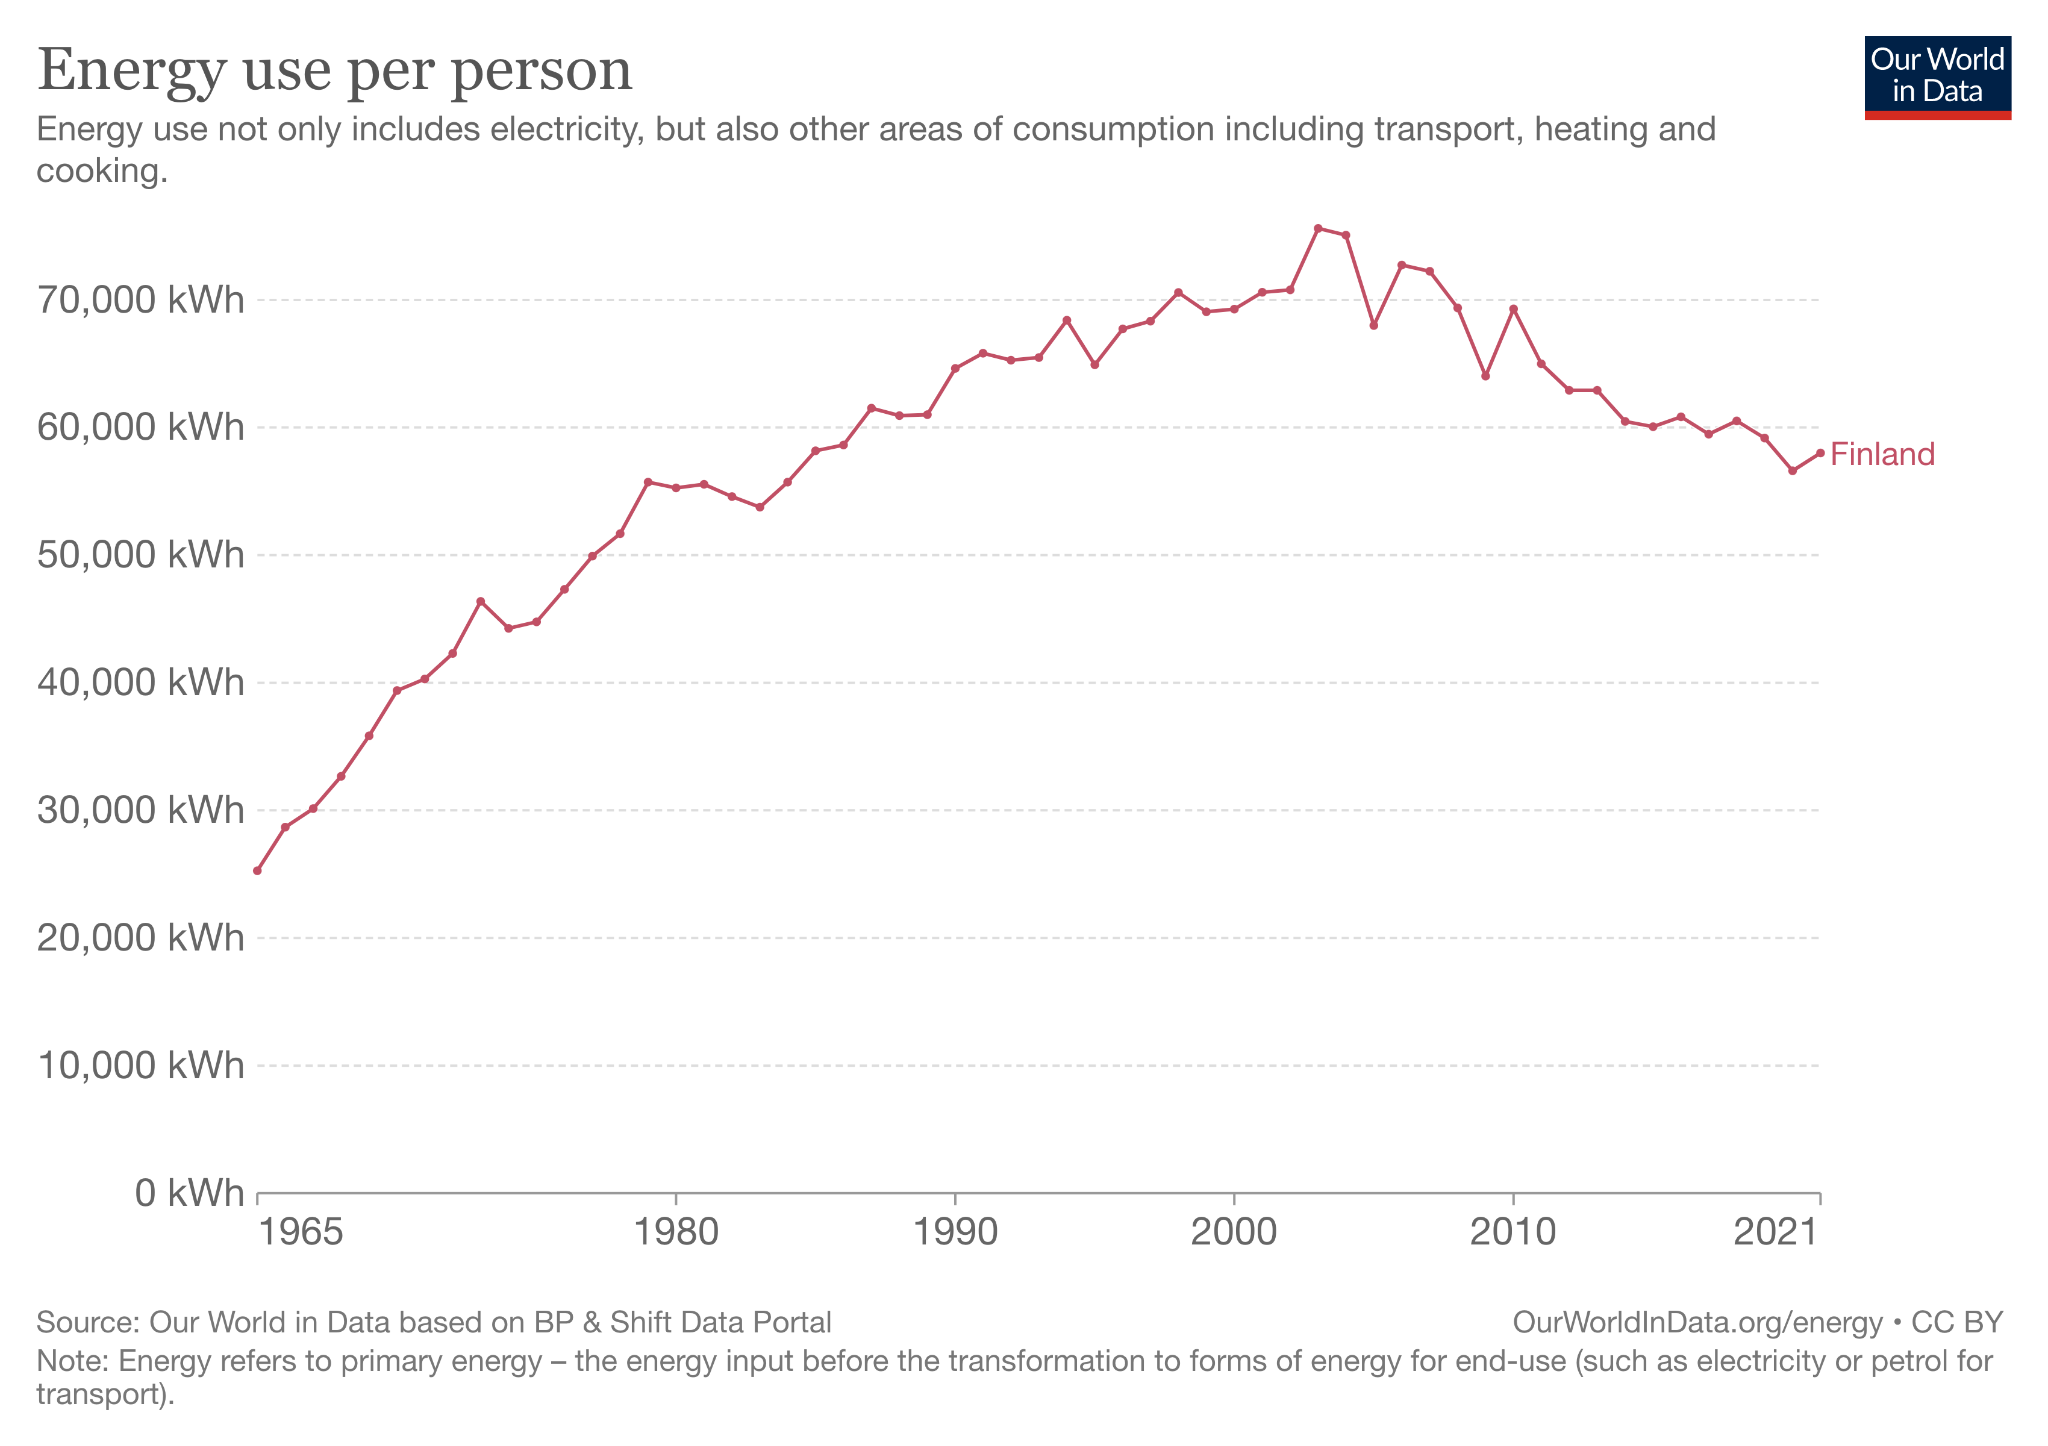 Energy use per person
Our World
in Data
Energy use not only includes electricity, but also other areas of consumption including transport, heating and
cooking.
70,000 kWh
60,000 kWh
50,000 kWh
40,000 kWh
30,000 kWh
20,000 kWh
10,000 kWh
0 kWh
Finland
1965
1980
1990
2000
2010
2021
Source: Our World in Data based on BP & Shift Data Portal
OurWorldInData.org/energy • CC BY
Note: Energy refers to primary energy – the energy input before the transformation to forms of energy for end-use (such as electricity or petrol for
transport).